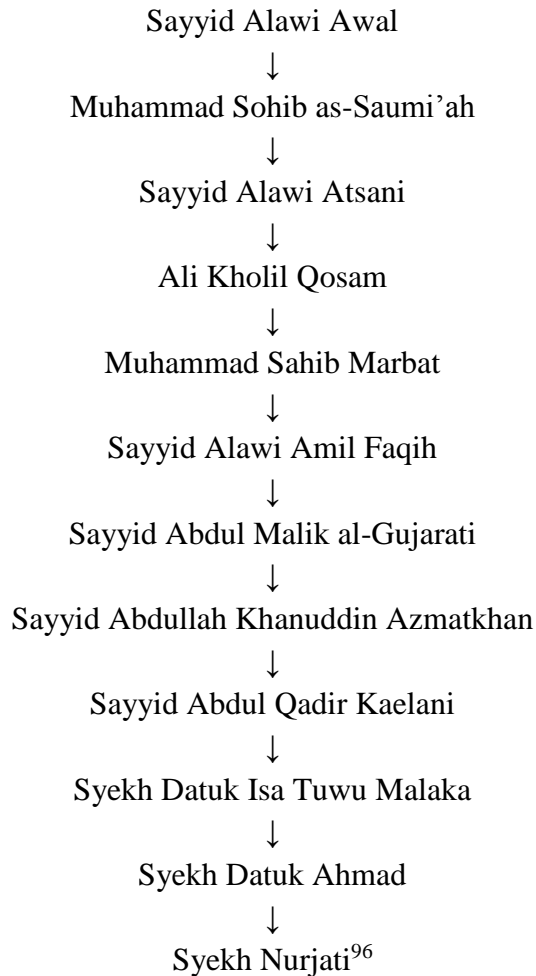 Sayyid Alawi Awal
↓
Muhammad Sohib as-Saumi’ah
↓
Sayyid Alawi Atsani
↓
Ali Kholil Qosam
↓
Muhammad Sahib Marbat
↓
Sayyid Alawi Amil Faqih
↓
Sayyid Abdul Malik al-Gujarati
↓
Sayyid Abdullah Khanuddin Azmatkhan
↓
Sayyid Abdul Qadir Kaelani
↓
Syekh Datuk Isa Tuwu Malaka
↓
Syekh Datuk Ahmad
↓
Syekh Nurjati⁹⁶